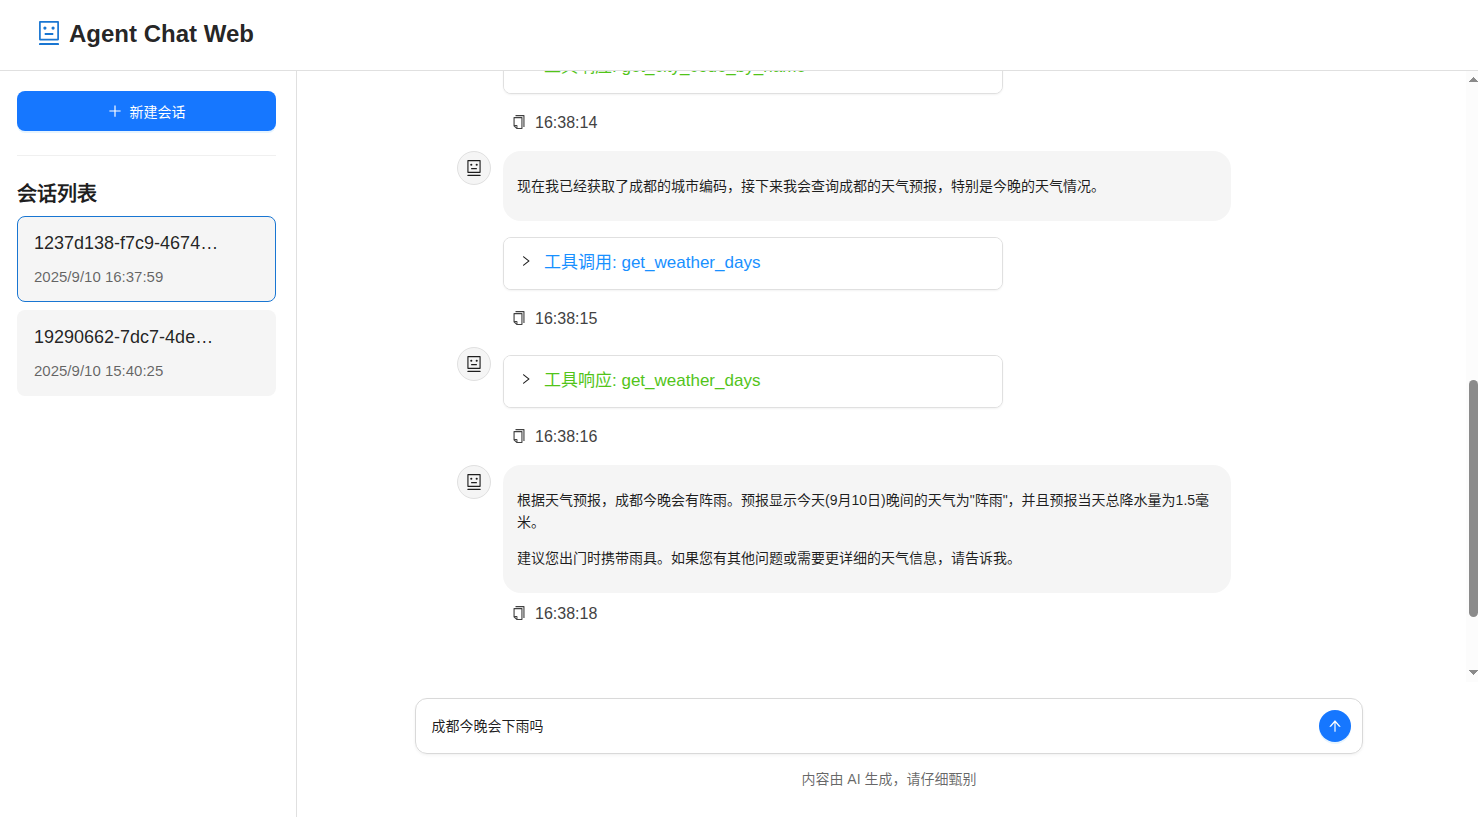 Agent Chat Web
新建会话
会话列表
1237d138-f7c9-4674…
2025/9/10 16:37:59
19290662-7dc7-4de…
2025/9/10 15:40:25
工具响应: get_city_code_by_name
16:38:14
现在我已经获取了成都的城市编码，接下来我会查询成都的天气预报，特别是今晚的天气情况。
工具调用: get_weather_days
16:38:15
工具响应: get_weather_days
16:38:16
根据天气预报，成都今晚会有阵雨。预报显示今天(9月10日)晚间的天气为"阵雨"，并且预报当天总降水量为1.5毫
米。
建议您出门时携带雨具。如果您有其他问题或需要更详细的天气信息，请告诉我。
16:38:18
成都今晚会下雨吗
内容由 AI 生成，请仔细甄别